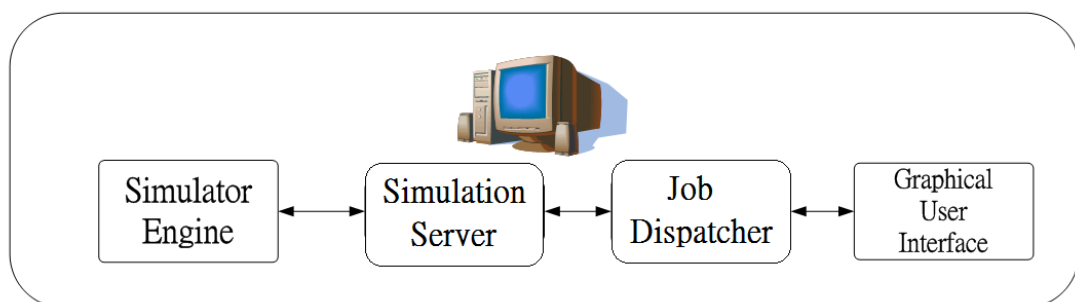 Simulator
Engine
Simulation
Server
Job
Dispatcher
Graphical
User
Interface